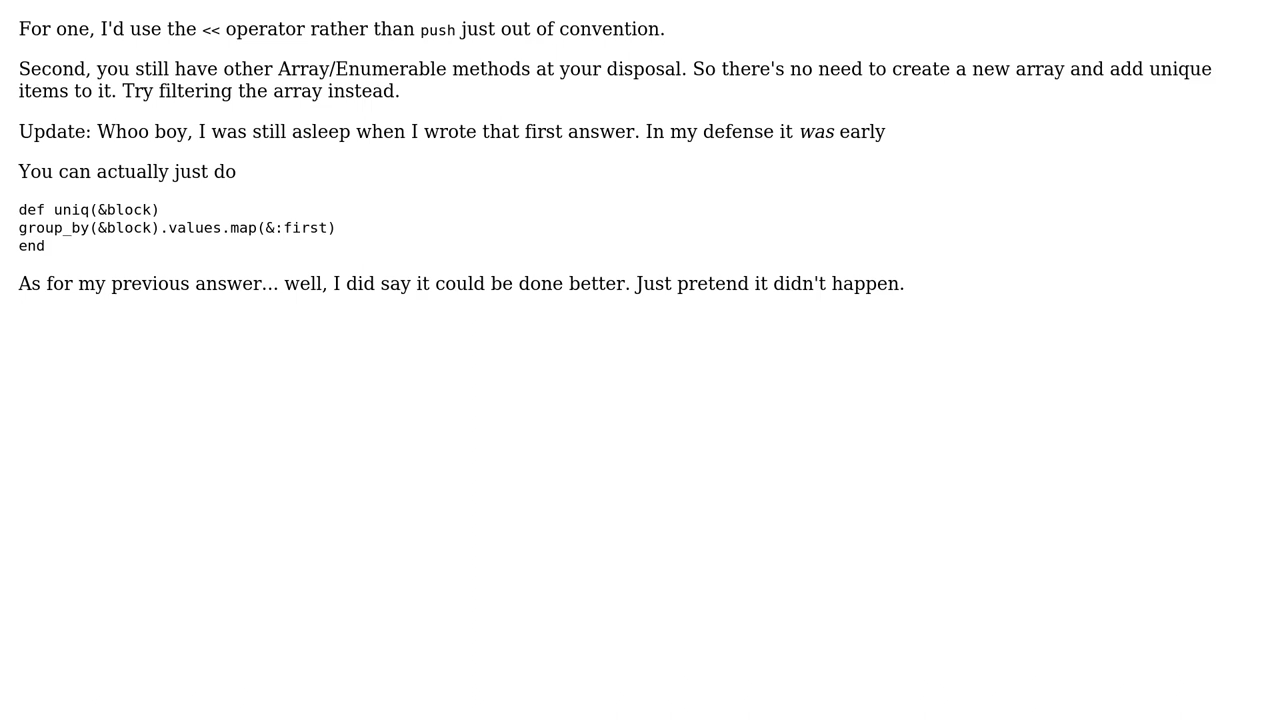 For one, I'd use the << operator rather than push just out of convention.
Second, you still have other Array/Enumerable methods at your disposal. So there's no need to create a new array and add unique
items to it. Try filtering the array instead.
Update: Whoo boy, I was still asleep when I wrote that first answer. In my defense it was early
You can actually just do
def uniq(&block)
group_by(&block).values.map(&:first)
end
As for my previous answer... well, I did say it could be done better. Just pretend it didn't happen.